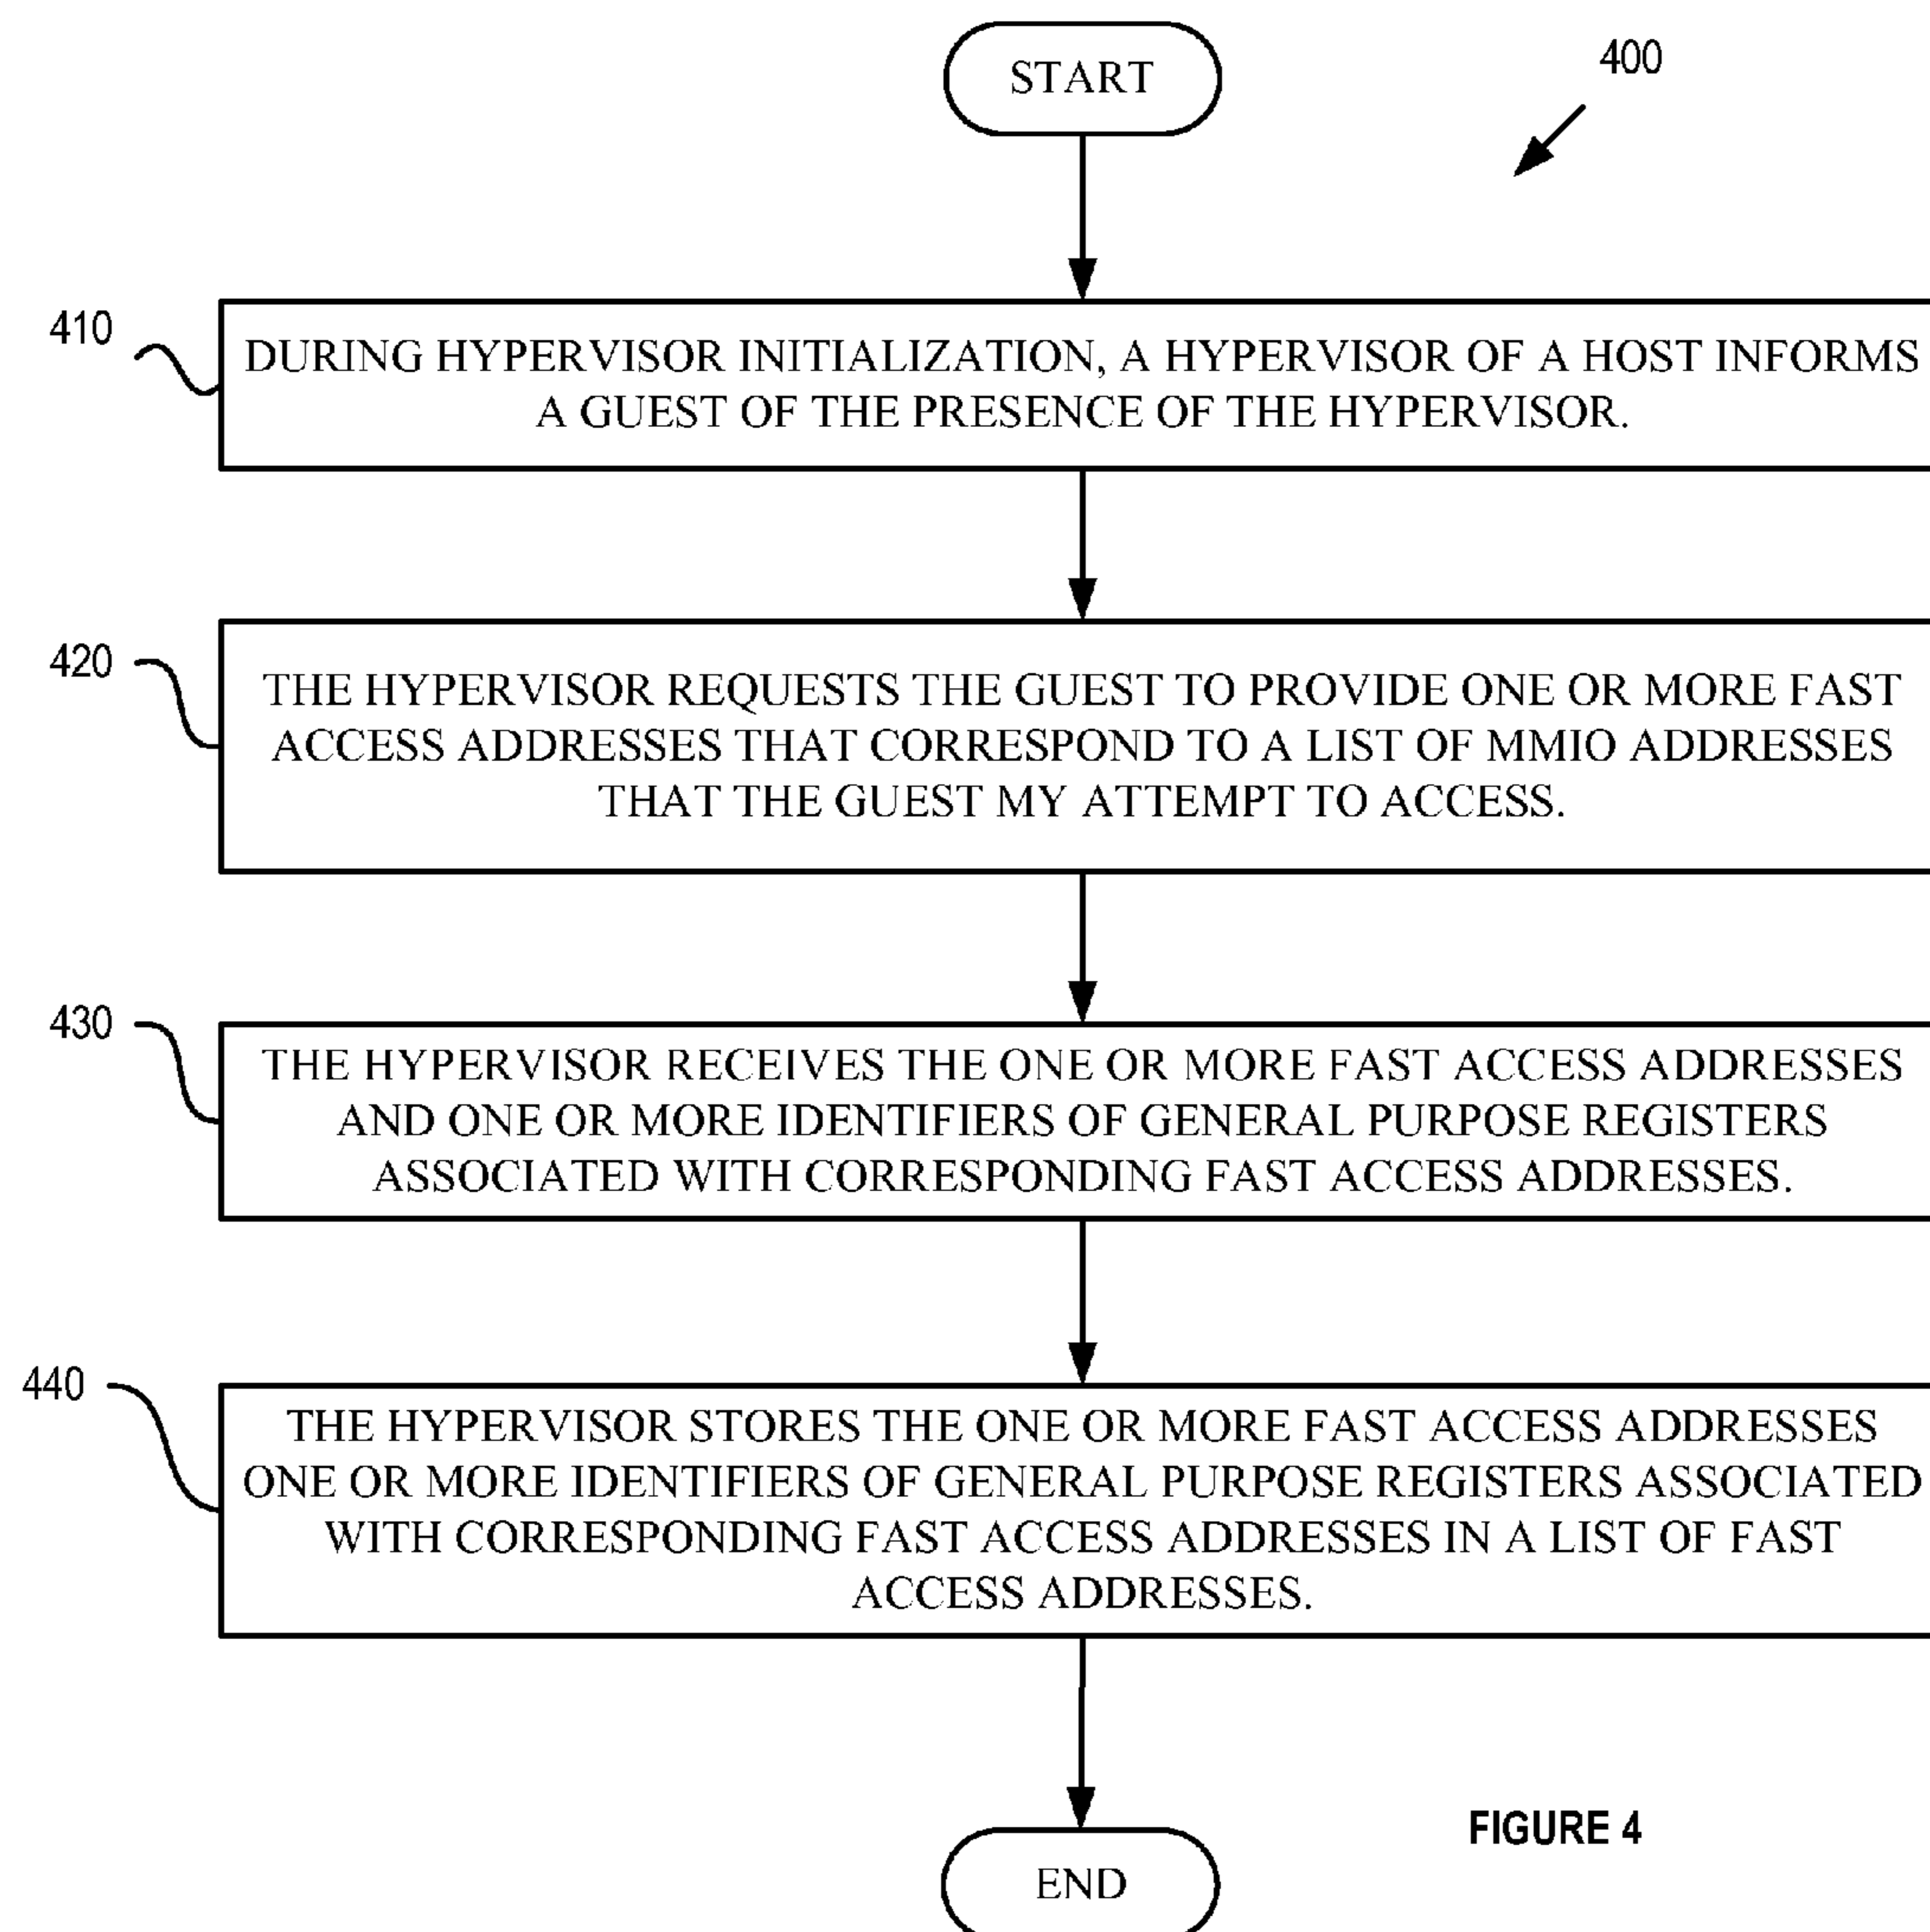 START
400
410
DURING HYPERVISOR INITIALIZATION, A HYPERVISOR OF A HOST INFORMS
A GUEST OF THE PRESENCE OF THE HYPERVISOR.
420
THE HYPERVISOR REQUESTS THE GUEST TO PROVIDE ONE OR MORE FAST
ACCESS ADDRESSES THAT CORRESPOND TO A LIST OF MMIO ADDRESSES
THAT THE GUEST MY ATTEMPT TO ACCESS.
430
THE HYPERVISOR RECEIVES THE ONE OR MORE FAST ACCESS ADDRESSES
AND ONE OR MORE IDENTIFIERS OF GENERAL PURPOSE REGISTERS
ASSOCIATED WITH CORRESPONDING FAST ACCESS ADDRESSES.
440
THE HYPERVISOR STORES THE ONE OR MORE FAST ACCESS ADDRESSES
ONE OR MORE IDENTIFIERS OF GENERAL PURPOSE REGISTERS ASSOCIATED
WITH CORRESPONDING FAST ACCESS ADDRESSES IN A LIST OF FAST
ACCESS ADDRESSES.
FIGURE 4
END